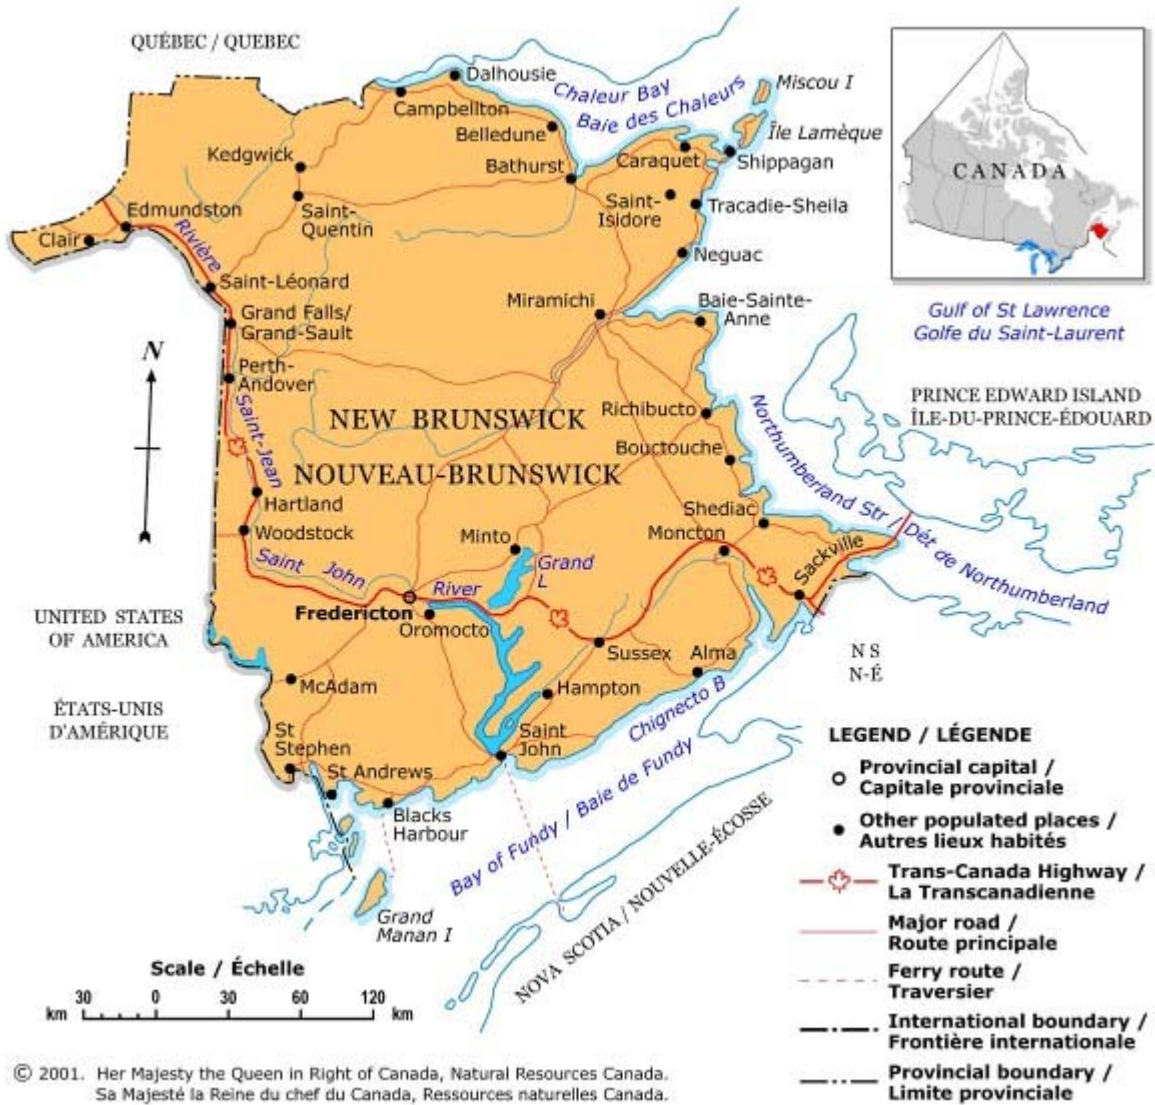 QUÉBEC / QUEBEC
Dalhousie
Campbellton
Chaleur Bay
Baie des Chaleurs
Miscou I
Belledune
Île Lamèque
Kedgwick
Bathurst
Caraquet
Shippagan
CANADA
Edmundston
Saint-
Quentin
Saint-
Isidore
Tracadie-Sheila
Clair
Rivière
Neguac
Saint-Léonard
Miramichi
Baie-Sainte-
Anne
Grand Falls/
Grand-Sault
Gulf of St Lawrence
Golfe du Saint-Laurent
N
Perth-
Andover
PRINCE EDWARD ISLAND
ÎLE-DU-PRINCE-ÉDOUARD
Saint-Jean
NEW BRUNSWICK
NOUVEAU-BRUNSWICK
Richibucto
Bouctouche
Northumberland Str / Dét de Northumberland
Hartland
Woodstock
Shediac
Moncton
Minto
Grand
L
Sackville
Saint John River
Fredericton
Oromocto
UNITED STATES
OF AMERICA
Sussex
Alma
N S
N-É
McAdam
Hampton
Chignecto B
ÉTATS-UNIS
D'AMÉRIQUE
St
Stephen
Saint
John
St Andrews
Blacks
Harbour
Bay of Fundy / Baie de Fundy
Grand
Manan I
NOVA SCOTIA / NOUVELLE-ÉCOSSE
LEGEND / LÉGENDE
Provincial capital /
Capitale provinciale
Other populated places /
Autres lieux habités
Trans-Canada Highway /
La Transcanadienne
Major road /
Route principale
Ferry route /
Traversier
International boundary /
Frontière internationale
Provincial boundary /
Limite provinciale
Scale / Échelle
30 0 30 60 120
km km
© 2001. Her Majesty the Queen in Right of Canada, Natural Resources Canada.
Sa Majesté la Reine du chef du Canada, Ressources naturelles Canada.